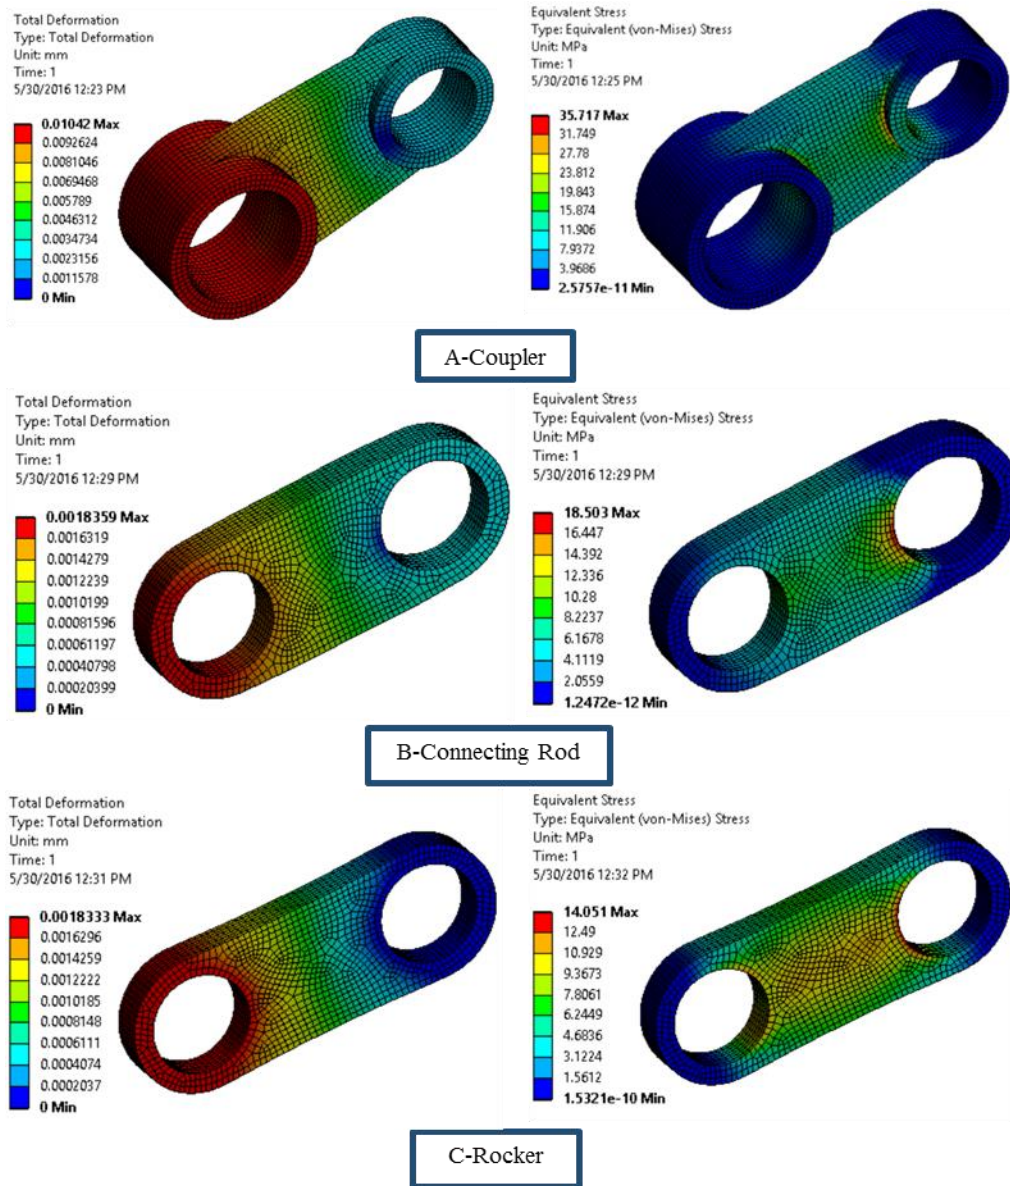 Total Deformation
Type: Total Deformation
Unit: mm
Time: 1
5/30/2016 12:23 PM
0.01042 Max
0.0092624
0.0081046
0.0069468
0.005789
0.0046312
0.0034734
0.0023156
0.0011578
0 Min
Equivalent Stress
Type: Equivalent (von-Mises) Stress
Unit: MPa
Time: 1
5/30/2016 12:25 PM
35.717 Max
31.749
27.78
23.812
19.843
15.874
11.906
7.9372
3.9686
2.5757e-11 Min
A-Coupler
Total Deformation
Type: Total Deformation
Unit: mm
Time: 1
5/30/2016 12:29 PM
0.0018359 Max
0.0016319
0.0014279
0.0012239
0.0010199
0.00081596
0.00061197
0.00040798
0.00020399
0 Min
Equivalent Stress
Type: Equivalent (von-Mises) Stress
Unit: MPa
Time: 1
5/30/2016 12:29 PM
18.503 Max
16.447
14.392
12.336
10.28
8.2237
6.1678
4.1119
2.0559
1.2472e-12 Min
B-Connecting Rod
Total Deformation
Type: Total Deformation
Unit: mm
Time: 1
5/30/2016 12:31 PM
0.0018333 Max
0.0016296
0.0014259
0.0012222
0.0010185
0.0008148
0.0006111
0.0004074
0.0002037
0 Min
Equivalent Stress
Type: Equivalent (von-Mises) Stress
Unit: MPa
Time: 1
5/30/2016 12:32 PM
14.051 Max
12.49
10.929
9.3673
7.8061
6.2449
4.6836
3.1224
1.5612
1.5321e-10 Min
C-Rocker